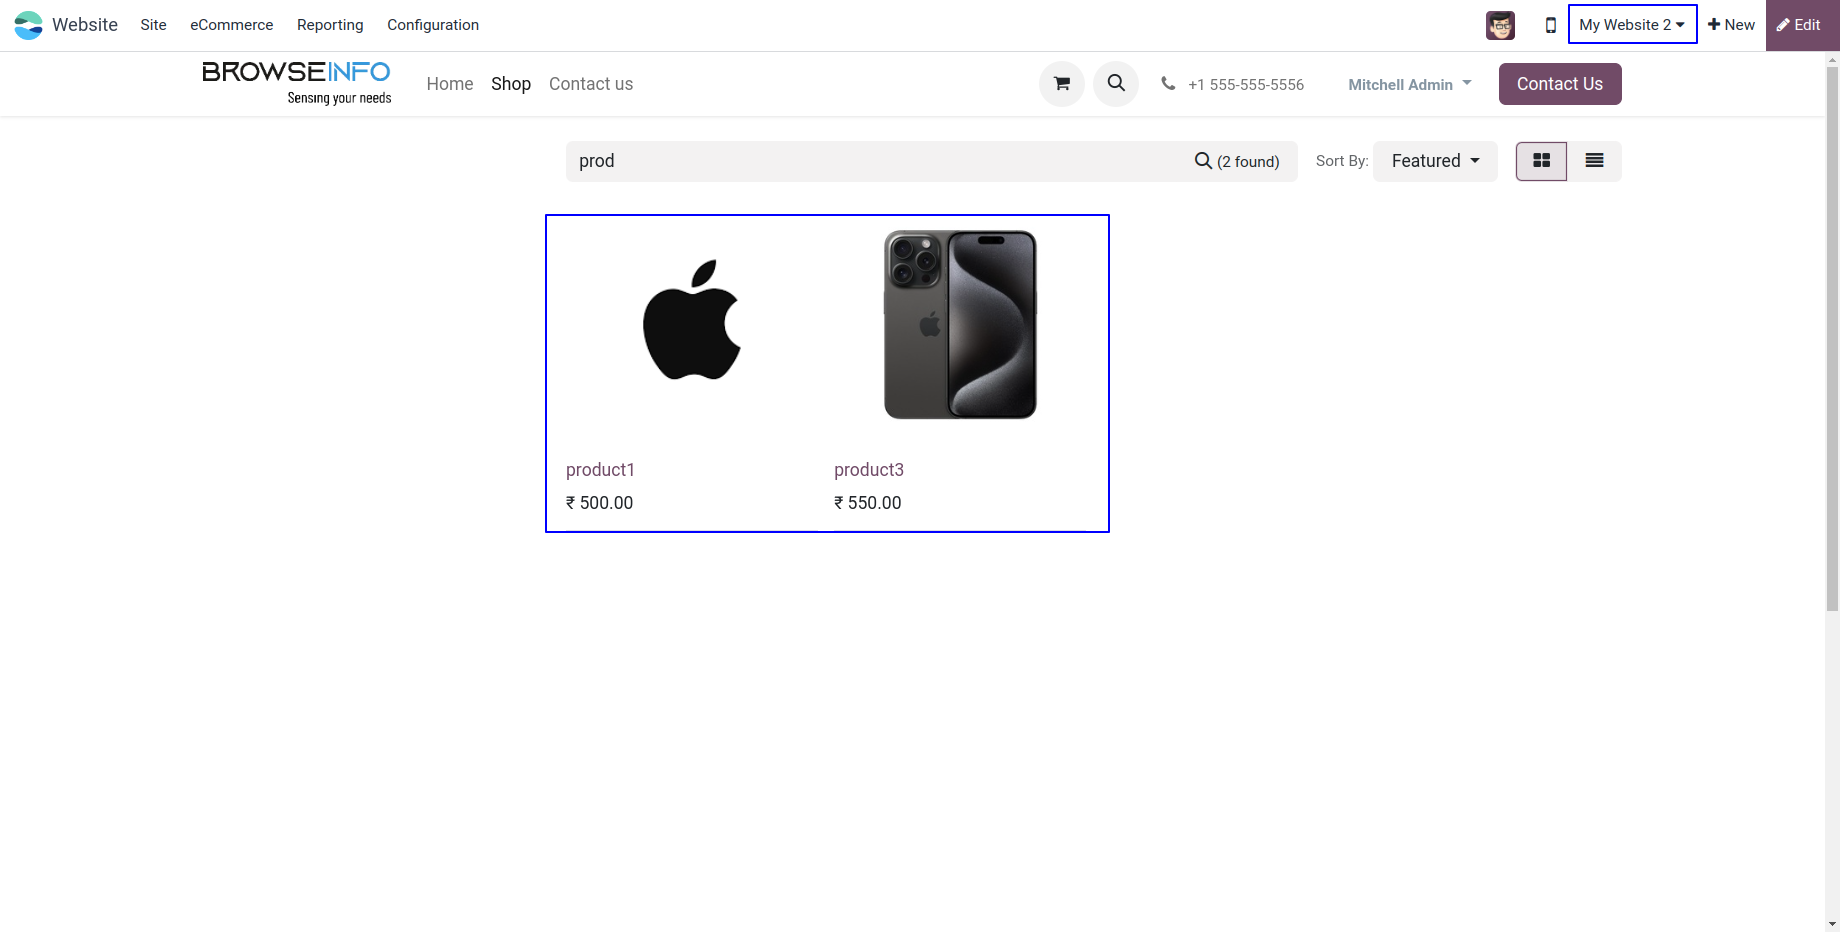 Website Site eCommerce Reporting Configuration My Website 2 New Edit
BROWSEINFO
Sensing your needs
Home Shop Contact us +1 555-555-5556 Mitchell Admin Contact Us
prod (2 found) Sort By: Featured
product1 product3
₹ 500.00 ₹ 550.00